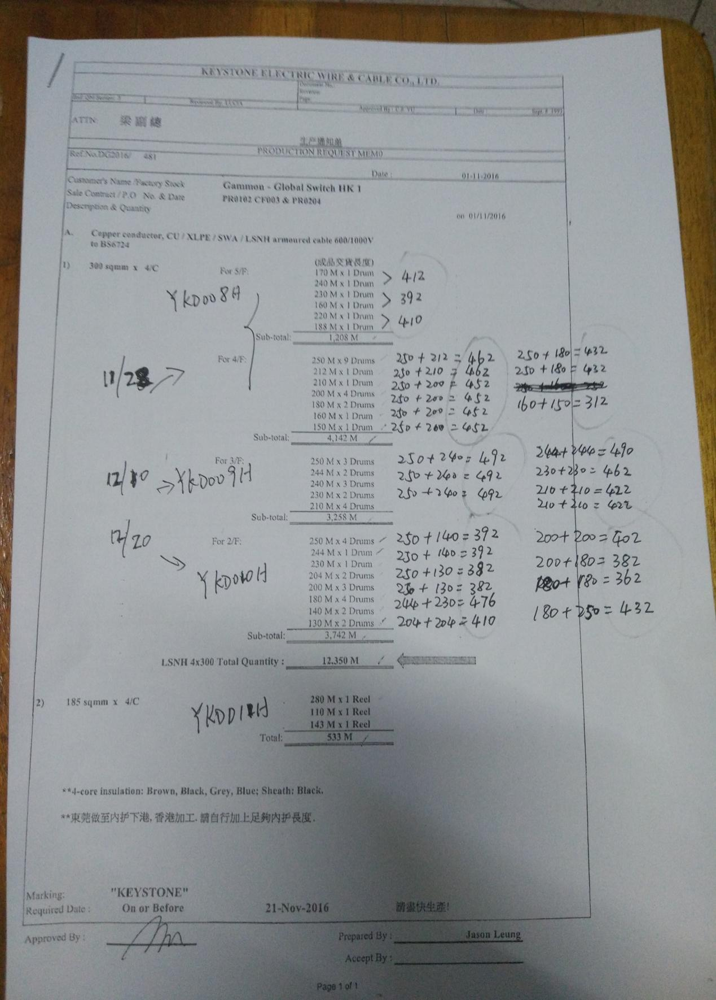 KEYSTONE ELECTRIC WIRE & CABLE CO., LTD.
Document No.:
Revision:
Page:
Reviewed By: LUCIA Approved By : C.B. YU Date : Sept. 8, 1997
ATTN: 梁副總
生产通知单
PRODUCTION REQUEST MEMO
Ref.No.DG2016/ 481
Date : 01-11-2016
Customer's Name /Factory Stock Gammon - Global Switch HK 1
Sale Contract / P.O No. & Date PR0102 CF003 & PR0204
Description & Quantity on 01/11/2016
A. Copper conductor, CU / XLPE / SWA / LSNH armoured cable 600/1000V
to BS6724
(成品交貨長度)
1) 300 sqmm x 4/C For 5/F: 170 M x 1 Drum > 412
240 M x 1 Drum
YKD008H 230 M x 1 Drum > 392
160 M x 1 Drum
220 M x 1 Drum > 410
188 M x 1 Drum
Sub-total: 1,208 M
For 4/F: 250 M x 9 Drums 250 + 212 = 462 250 + 180 = 432
11/28 212 M x 1 Drum 250 + 210 = 462 250 + 180 = 432
210 M x 1 Drum 250 + 200 = 452
200 M x 4 Drums 250 + 200 = 452 160 + 150 = 312
180 M x 2 Drums 250 + 200 = 452
160 M x 1 Drum
150 M x 1 Drum 250 + 200 = 452
Sub-total: 4,142 M
For 3/F: 250 M x 3 Drums 250 + 240 = 492 244 + 244 = 490
12/10 → YKD009H 244 M x 2 Drums 250 + 240 = 492 230 + 230 = 462
240 M x 3 Drums 250 + 240 = 492 210 + 210 = 422
230 M x 2 Drums 210 + 210 = 422
210 M x 4 Drums
Sub-total: 3,258 M
12/20 For 2/F: 250 M x 4 Drums 250 + 140 = 392 200 + 200 = 402
244 M x 1 Drum 250 + 140 = 392
230 M x 1 Drum 250 + 130 = 382 200 + 180 = 382
YKD010H 204 M x 2 Drums 250 + 130 = 382 180 + 180 = 362
200 M x 3 Drums
180 M x 4 Drums 244 + 230 = 476 180 + 250 = 432
140 M x 2 Drums
130 M x 2 Drums 204 + 204 = 410
Sub-total: 3,742 M
LSNH 4x300 Total Quantity : 12,350 M
2) 185 sqmm x 4/C 280 M x 1 Reel
110 M x 1 Reel
143 M x 1 Reel
Total: 533 M
**4-core insulation: Brown, Black, Grey, Blue; Sheath: Black.
**東莞做至内护下港, 香港加工. 請自行加上足夠內护長度.
Marking: "KEYSTONE"
Required Date : On or Before 21-Nov-2016 請盡快生産!
Approved By : Prepared By : Jason Leung
Accept By :
Page 1 of 1